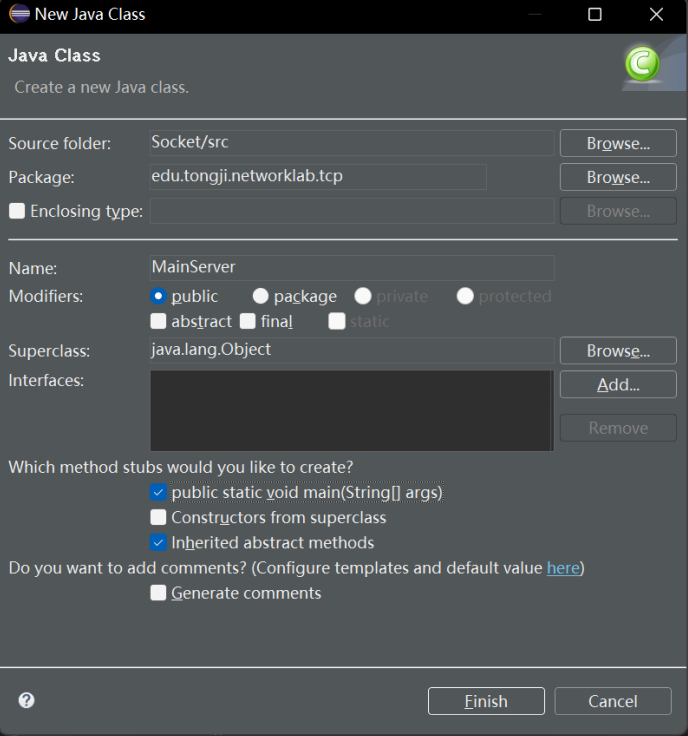 New Java Class
Java Class
Create a new Java class.
Source folder: Socket/src Browse...
Package: edu.tongji.networklab.tcp Browse...
Enclosing type: Browse...
Name: MainServer
Modifiers: public package private protected
abstract final static
Superclass: java.lang.Object Browse...
Interfaces: Add...
Remove
Which method stubs would you like to create?
public static void main(String[] args)
Constructors from superclass
Inherited abstract methods
Do you want to add comments? (Configure templates and default value here)
Generate comments
? Finish Cancel